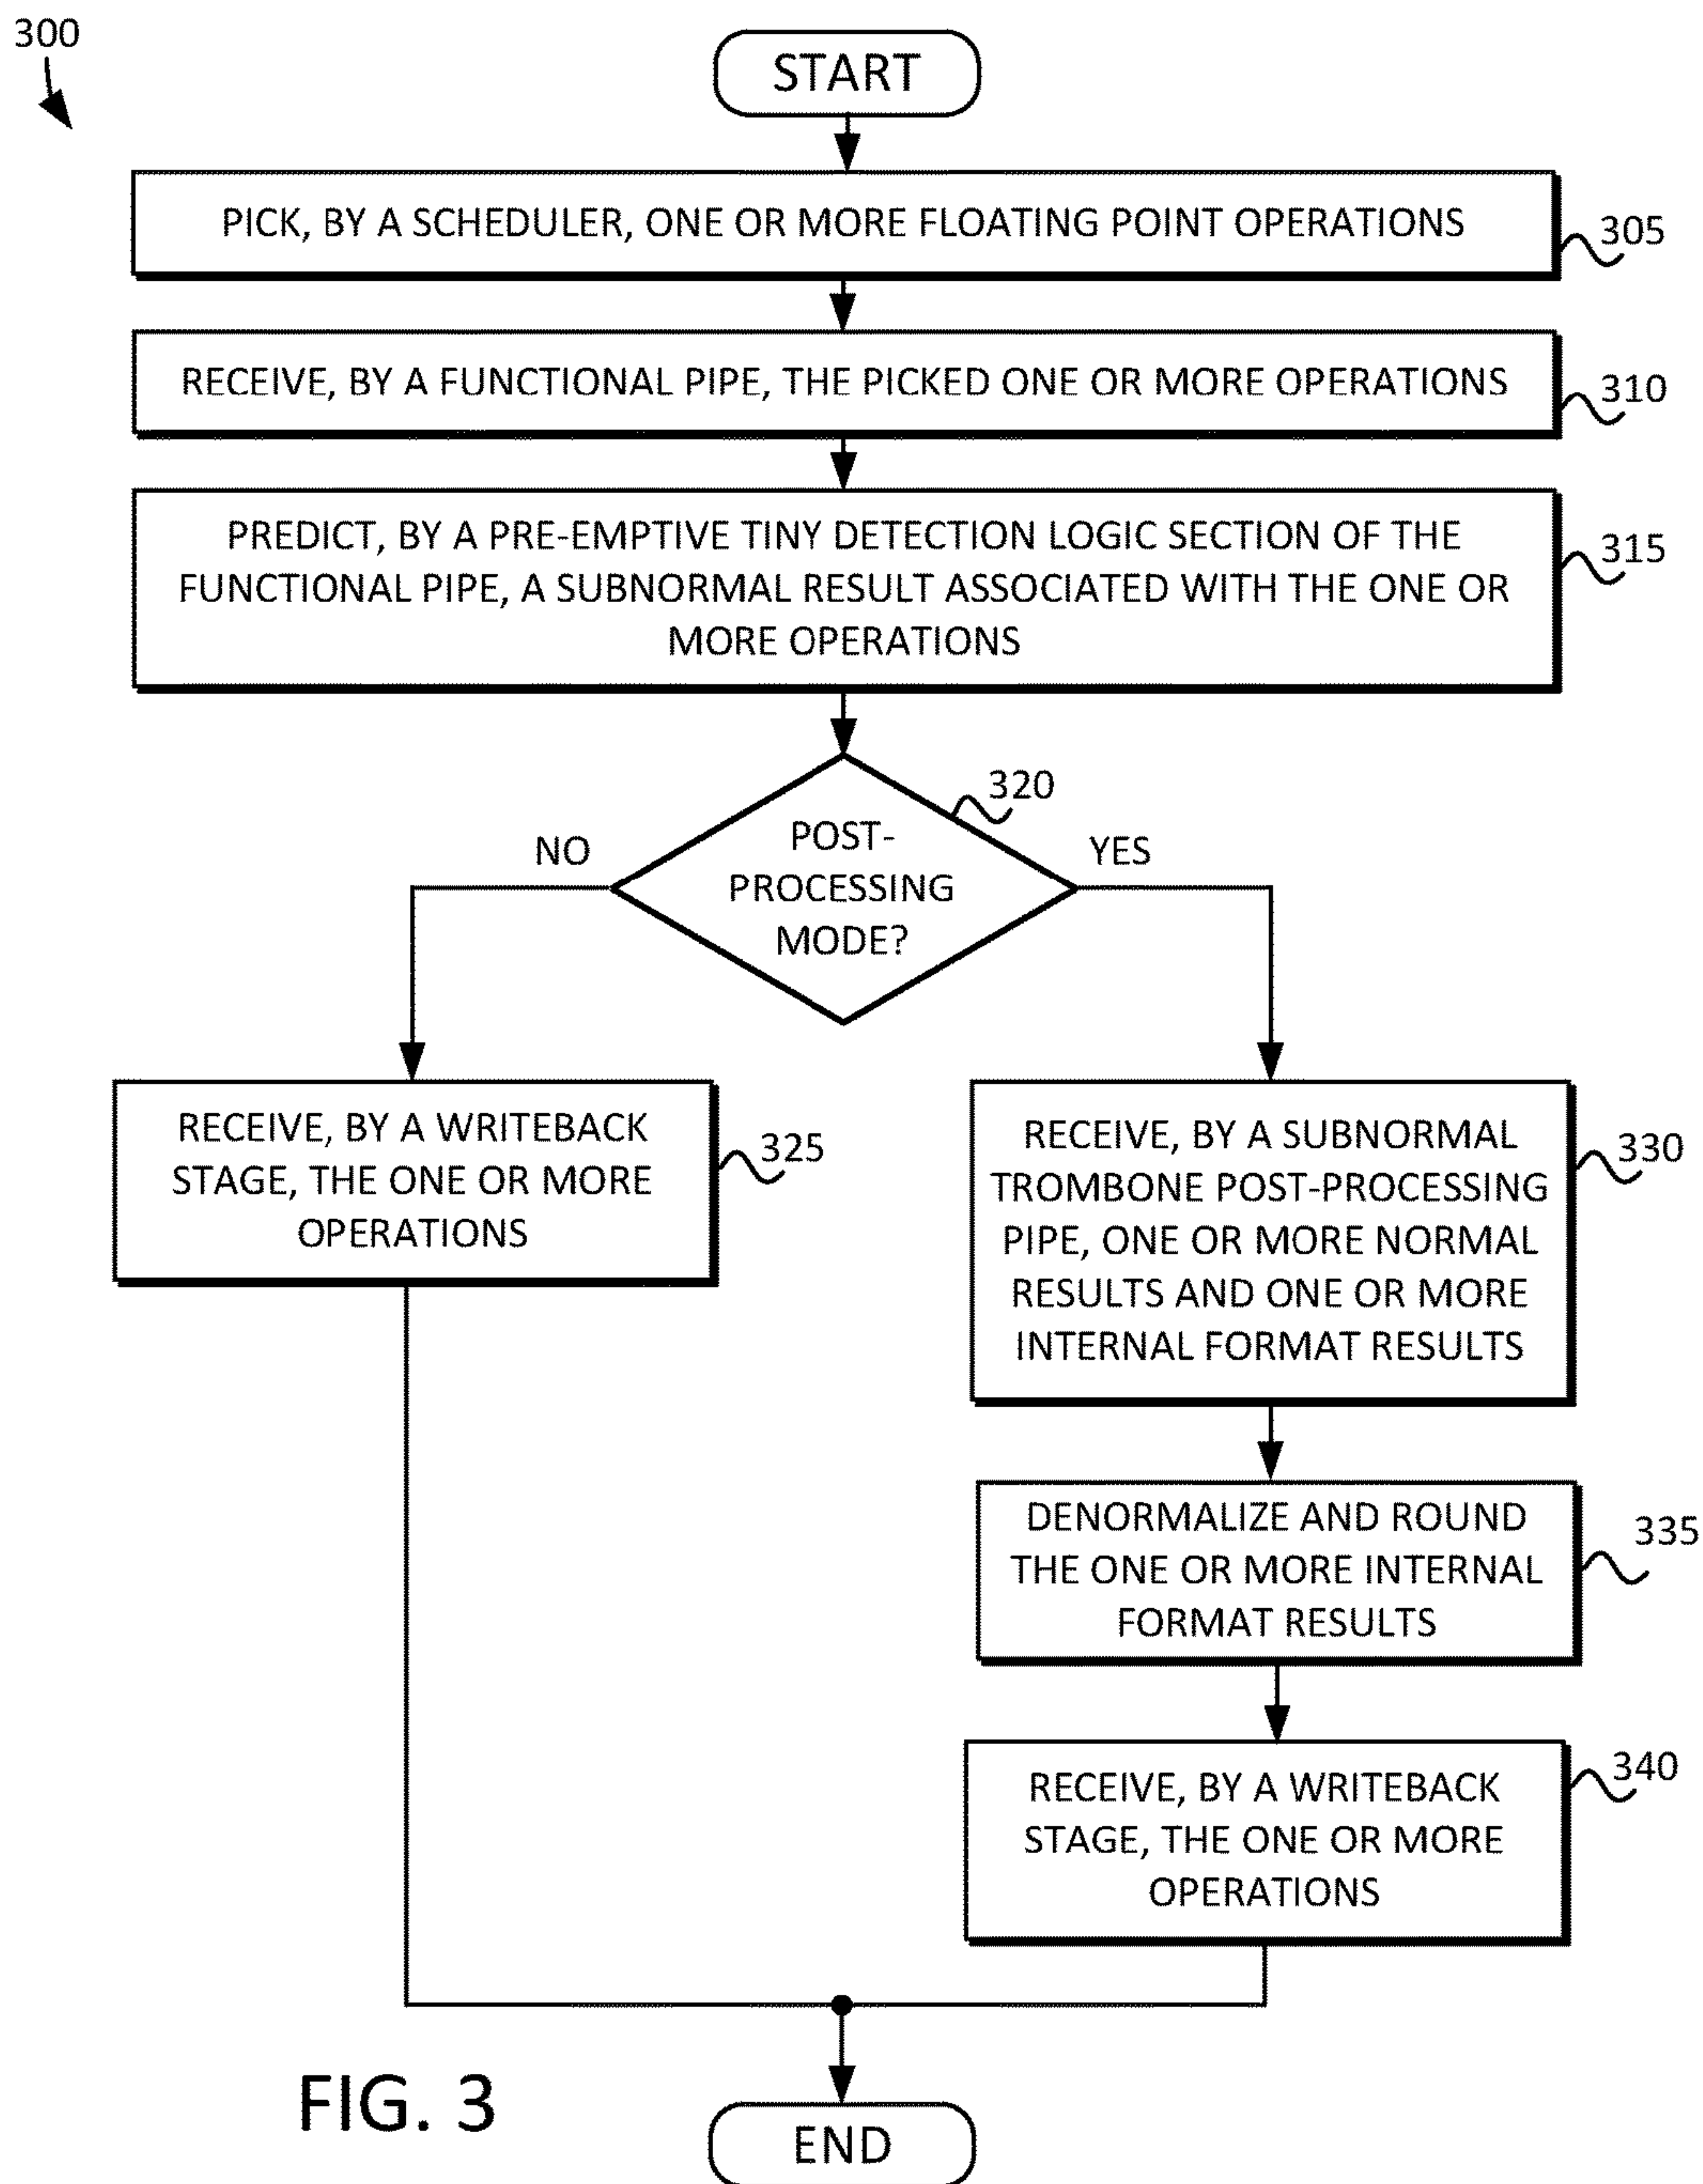 300
START
PICK, BY A SCHEDULER, ONE OR MORE FLOATING POINT OPERATIONS
305
RECEIVE, BY A FUNCTIONAL PIPE, THE PICKED ONE OR MORE OPERATIONS
310
PREDICT, BY A PRE-EMPTIVE TINY DETECTION LOGIC SECTION OF THE
FUNCTIONAL PIPE, A SUBNORMAL RESULT ASSOCIATED WITH THE ONE OR
MORE OPERATIONS
315
320
POST-
PROCESSING
MODE?
NO
YES
RECEIVE, BY A WRITEBACK
STAGE, THE ONE OR MORE
OPERATIONS
325
RECEIVE, BY A SUBNORMAL
TROMBONE POST-PROCESSING
PIPE, ONE OR MORE NORMAL
RESULTS AND ONE OR MORE
INTERNAL FORMAT RESULTS
330
DENORMALIZE AND ROUND
THE ONE OR MORE INTERNAL
FORMAT RESULTS
335
RECEIVE, BY A WRITEBACK
STAGE, THE ONE OR MORE
OPERATIONS
340
FIG. 3
END